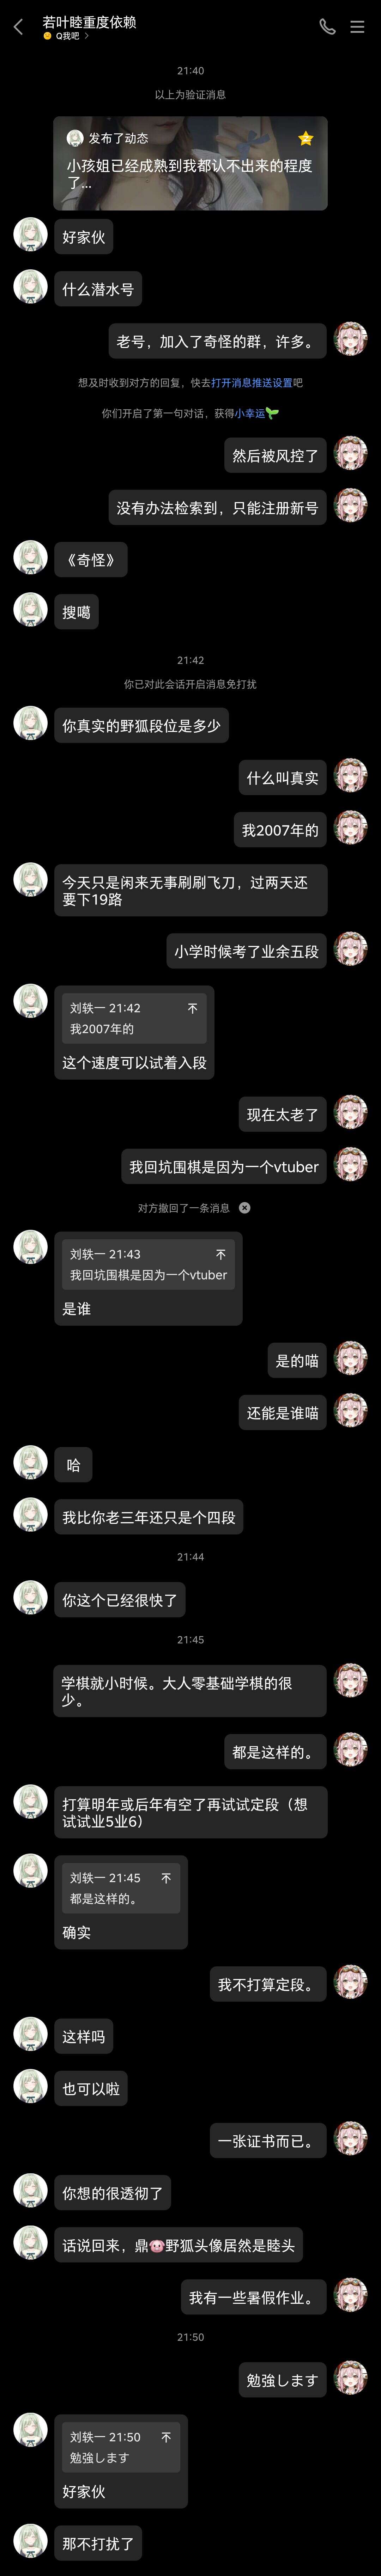 若叶睦重度依赖
Q我吧
21:40
以上为验证消息
发布了动态
小孩姐已经成熟到我都认不出来的程度
了...
好家伙
什么潜水号
老号，加入了奇怪的群，许多。
想及时收到对方的回复，快去打开消息推送设置吧
你们开启了第一句对话，获得小幸运
然后被风控了
没有办法检索到，只能注册新号
《奇怪》
搜噶
21:42
你已对此会话开启消息免打扰
你真实的野狐段位是多少
什么叫真实
我2007年的
今天只是闲来无事刷刷飞刀，过两天还
要下19路
小学时候考了业余五段
刘轶一 21:42
我2007年的
这个速度可以试着入段
现在太老了
我回坑围棋是因为一个vtuber
对方撤回了一条消息
刘轶一 21:43
我回坑围棋是因为一个vtuber
是谁
是的喵
还能是谁喵
哈
我比你老三年还只是个四段
21:44
你这个已经很快了
21:45
学棋就小时候。大人零基础学棋的很
少。
都是这样的。
打算明年或后年有空了再试试定段（想
试试业5业6）
刘轶一 21:45
都是这样的。
确实
我不打算定段。
这样吗
也可以啦
一张证书而已。
你想的很透彻了
话说回来，鼎🐷野狐头像居然是睦头
我有一些暑假作业。
21:50
勉強します
刘轶一 21:50
勉強します
好家伙
那不打扰了